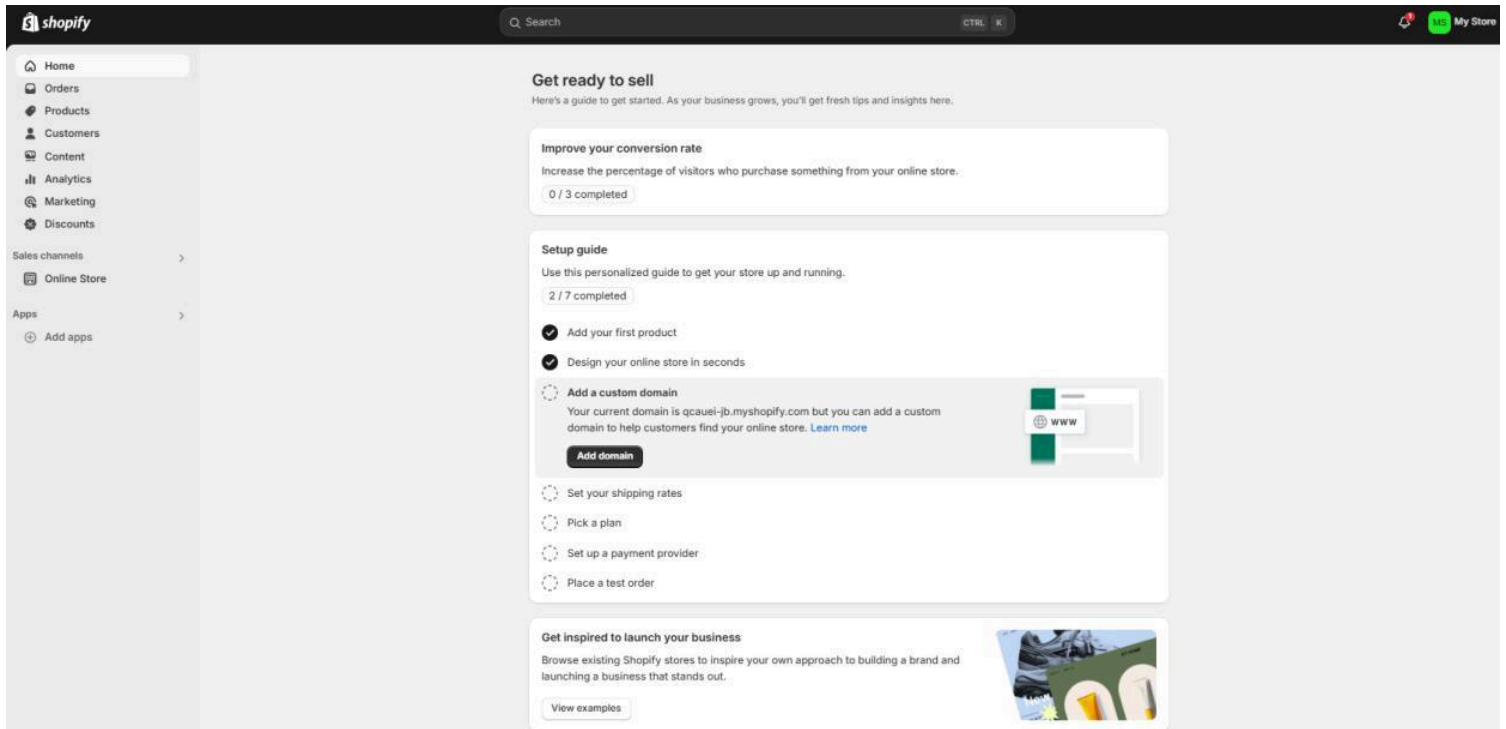 shopify
Search
CTRL K
1
MS My Store
Home
Orders
Products
Customers
Content
Analytics
Marketing
Discounts
Sales channels
Online Store
Apps
Add apps
Get ready to sell
Here's a guide to get started. As your business grows, you'll get fresh tips and insights here.
Improve your conversion rate
Increase the percentage of visitors who purchase something from your online store.
0 / 3 completed
Setup guide
Use this personalized guide to get your store up and running.
2 / 7 completed
Add your first product
Design your online store in seconds
Add a custom domain
Your current domain is qcauei-jb.myshopify.com but you can add a custom
domain to help customers find your online store. Learn more
Add domain
www
Set your shipping rates
Pick a plan
Set up a payment provider
Place a test order
Get inspired to launch your business
Browse existing Shopify stores to inspire your own approach to building a brand and
launching a business that stands out.
View examples
New